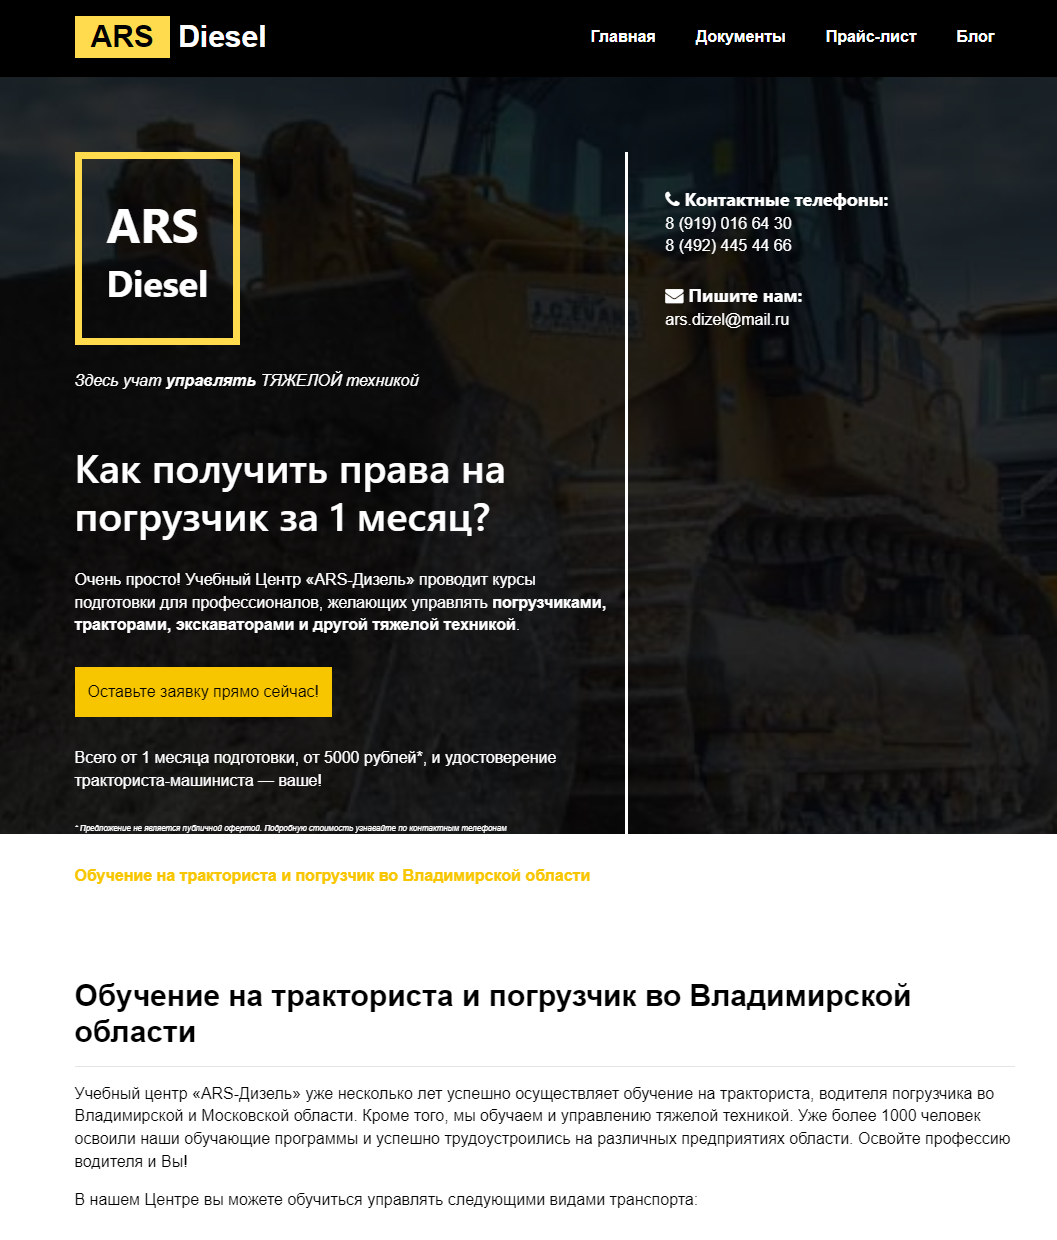 ARS Diesel
Главная Документы Прайс-лист Блог
ARS
Diesel
Здесь учат управлять ТЯЖЕЛОЙ техникой
Как получить права на
погрузчик за 1 месяц?
Очень просто! Учебный Центр «ARS-Дизель» проводит курсы
подготовки для профессионалов, желающих управлять погрузчиками,
тракторами, экскаваторами и другой тяжелой техникой.
Оставьте заявку прямо сейчас!
Всего от 1 месяца подготовки, от 5000 рублей*, и удостоверение
тракториста-машиниста — ваше!
* Предложение не является публичной офертой. Подробную стоимость узнавайте по контактным телефонам
Контактные телефоны:
8 (919) 016 64 30
8 (492) 445 44 66
Пишите нам:
ars.dizel@mail.ru
J.C. EVANS
Обучение на тракториста и погрузчик во Владимирской области
Обучение на тракториста и погрузчик во Владимирской
области
Учебный центр «ARS-Дизель» уже несколько лет успешно осуществляет обучение на тракториста, водителя погрузчика во
Владимирской и Московской области. Кроме того, мы обучаем и управлению тяжелой техникой. Уже более 1000 человек
освоили наши обучающие программы и успешно трудоустроились на различных предприятиях области. Освойте профессию
водителя и Вы!
В нашем Центре вы можете обучиться управлять следующими видами транспорта: